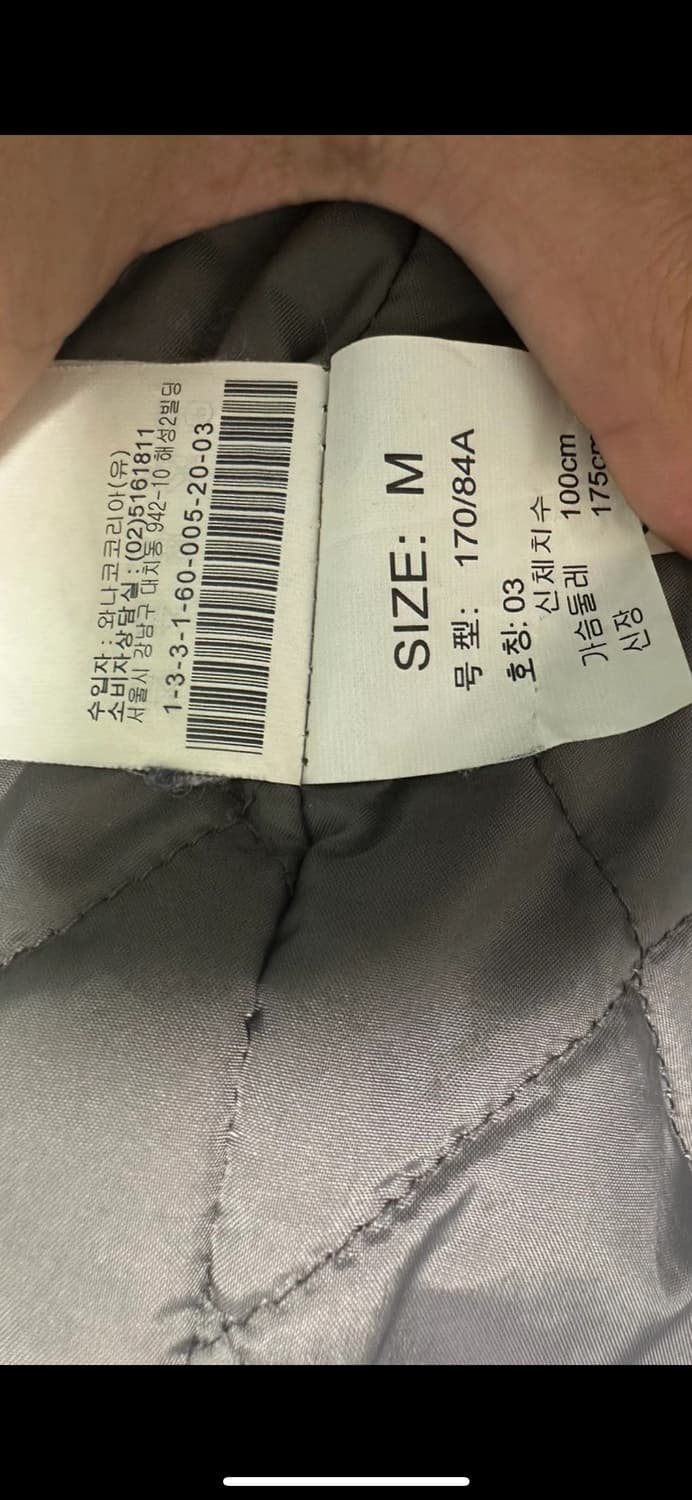 수입자 : 와나코코리아(유)
소비자상담실 : (02)5161811
서울시 강남구 대치동 942-10 해성2빌딩
1-3-3-1-60-005-20-03
SIZE: M
号 型: 170/84A
호칭: 03
신체치수
가슴둘레 100cm
신장 175cm